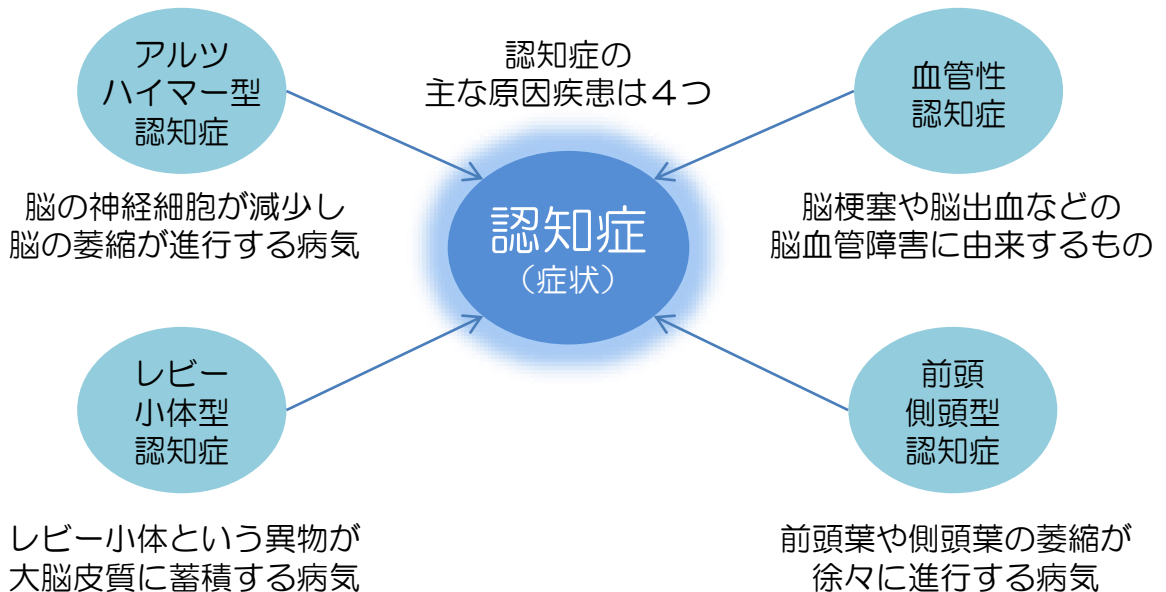 認知症の
主な原因疾患は４つ
アルツ
ハイマー型
認知症
脳の神経細胞が減少し
脳の萎縮が進行する病気
血管性
認知症
脳梗塞や脳出血などの
脳血管障害に由来するもの
認知症
（症状）
レビー
小体型
認知症
レビー小体という異物が
大脳皮質に蓄積する病気
前頭
側頭型
認知症
前頭葉や側頭葉の萎縮が
徐々に進行する病気